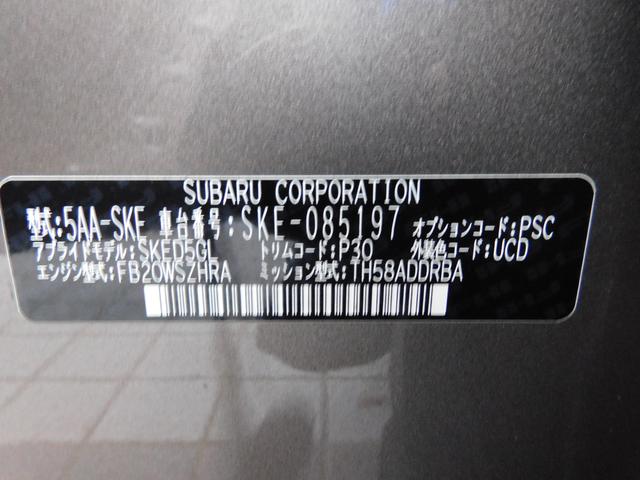 SUBARU CORPORATION
型式:5AA-SKE 車台番号:SKE-085197 オプションコード:PSC
アプライドモデル:SKED5GL トリムコード:P30 外装色コード:UCD
エンジン型式:FB20WSZHRA ミッション型式:TH58ADDRBA